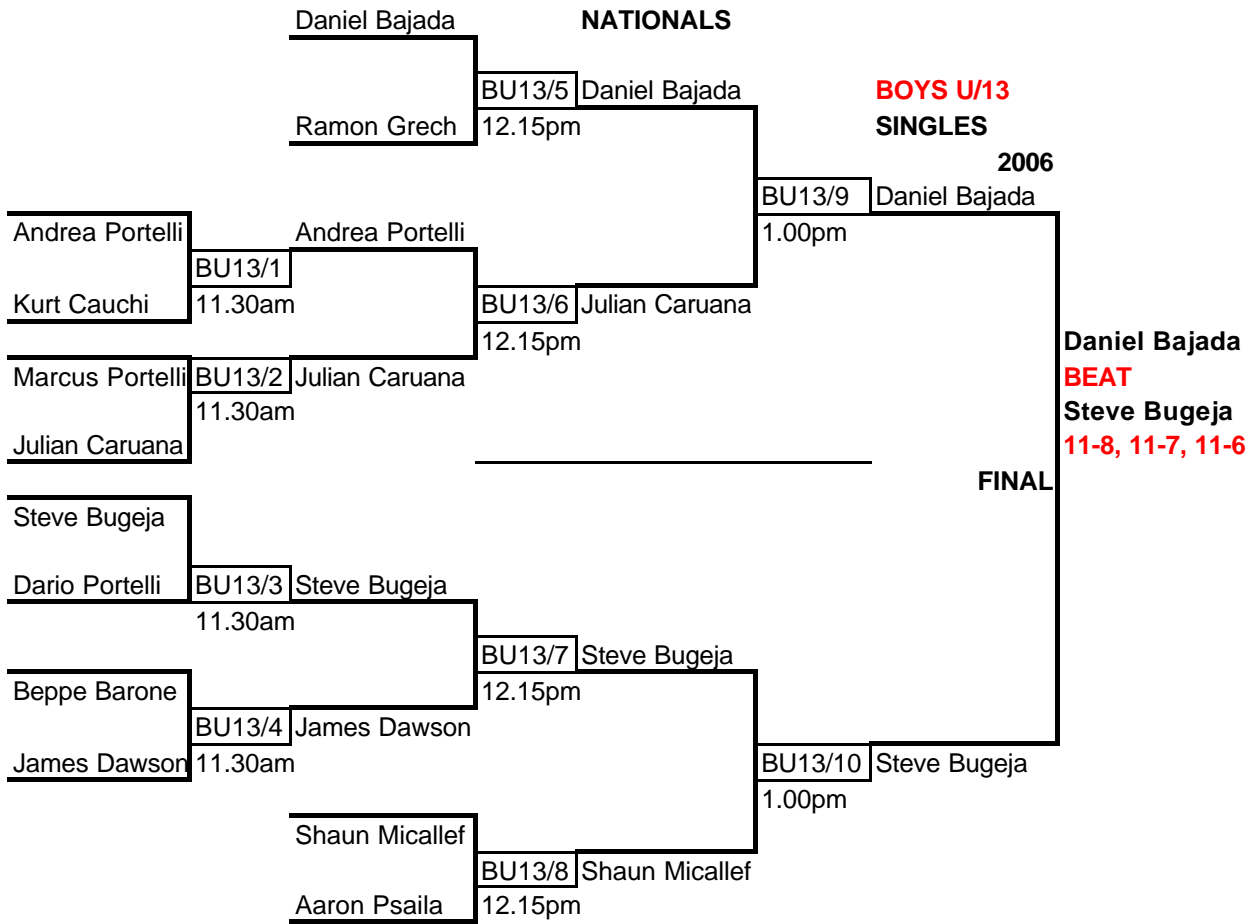 Daniel Bajada NATIONALS
BU13/5 Daniel Bajada BOYS U/13
Ramon Grech 12.15pm SINGLES
2006
BU13/9 Daniel Bajada
Andrea Portelli Andrea Portelli 1.00pm
BU13/1
Kurt Cauchi 11.30am BU13/6 Julian Caruana
12.15pm Daniel Bajada
Marcus Portelli BU13/2 Julian Caruana BEAT
11.30am Steve Bugeja
Julian Caruana 11-8, 11-7, 11-6
FINAL
Steve Bugeja
Dario Portelli BU13/3 Steve Bugeja
11.30am
BU13/7 Steve Bugeja
Beppe Barone 12.15pm
BU13/4 James Dawson
James Dawson 11.30am BU13/10 Steve Bugeja
1.00pm
Shaun Micallef
BU13/8 Shaun Micallef
Aaron Psaila 12.15pm